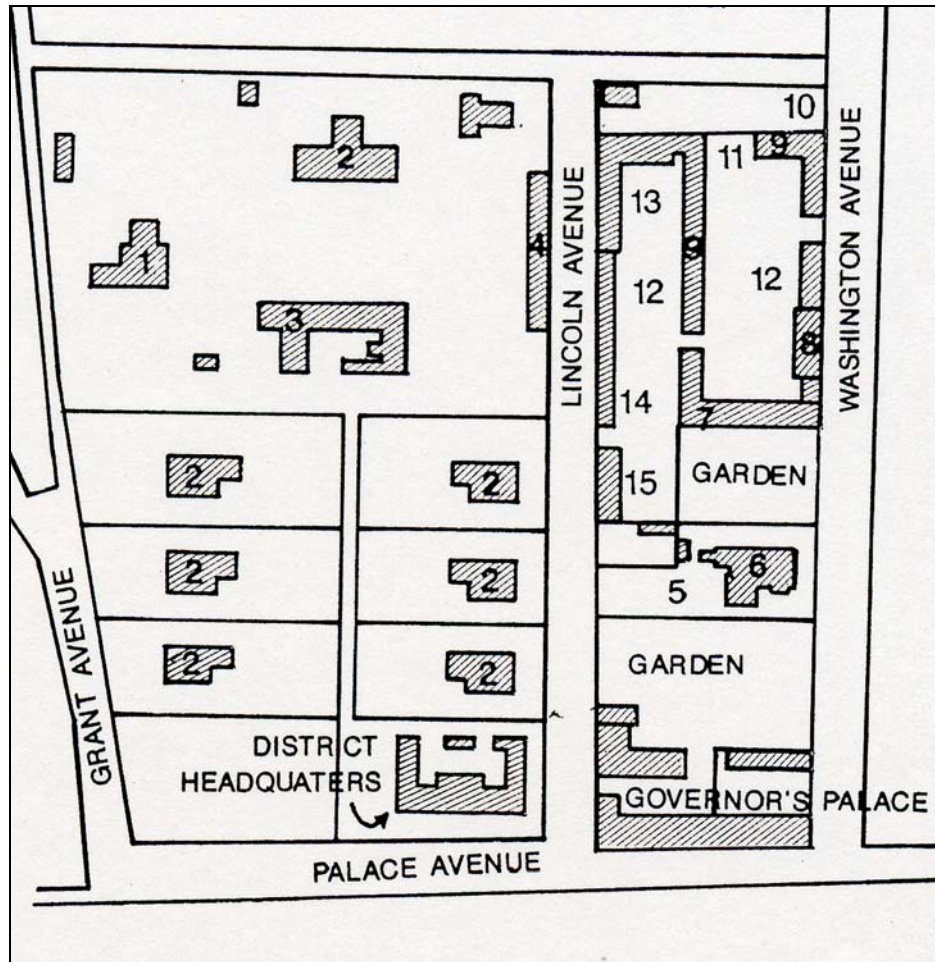 10
2
9
11
4
13
WASHINGTON AVENUE
1
9
LINCOLN AVENUE
12
12
3
8
14
7
2
2
15
GARDEN
2
2
5
6
GRANT AVENUE
2
2
GARDEN
DISTRICT
HEADQUATERS
GOVERNOR'S PALACE
PALACE AVENUE